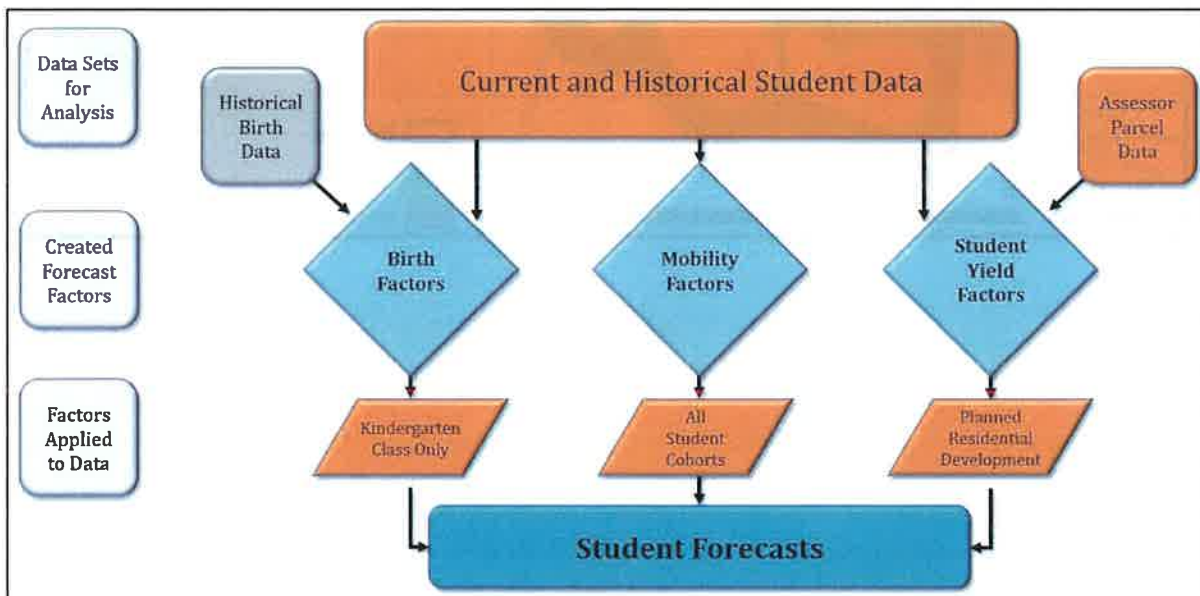 Data Sets
for
Analysis
Historical
Birth
Data
Current and Historical Student Data
Assessor
Parcel
Data
Created
Forecast
Factors
Birth
Factors
Mobility
Factors
Student
Yield
Factors
Factors
Applied
to Data
Kindergarten
Class Only
All
Student
Cohorts
Planned
Residential
Development
Student Forecasts